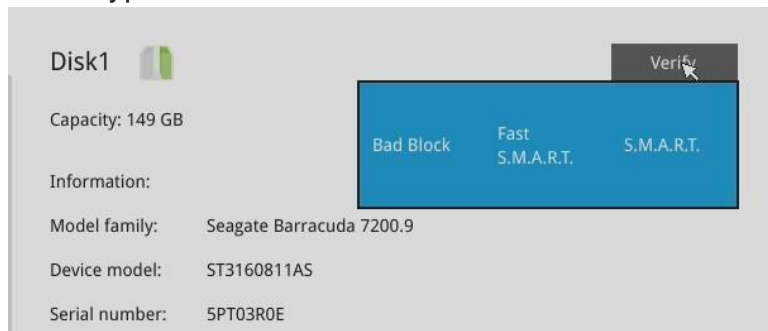 Disk1
Verify
Capacity: 149 GB
Bad Block
Fast
S.M.A.R.T.
S.M.A.R.T.
Information:
Model family: Seagate Barracuda 7200.9
Device model: ST3160811AS
Serial number: 5PT03R0E